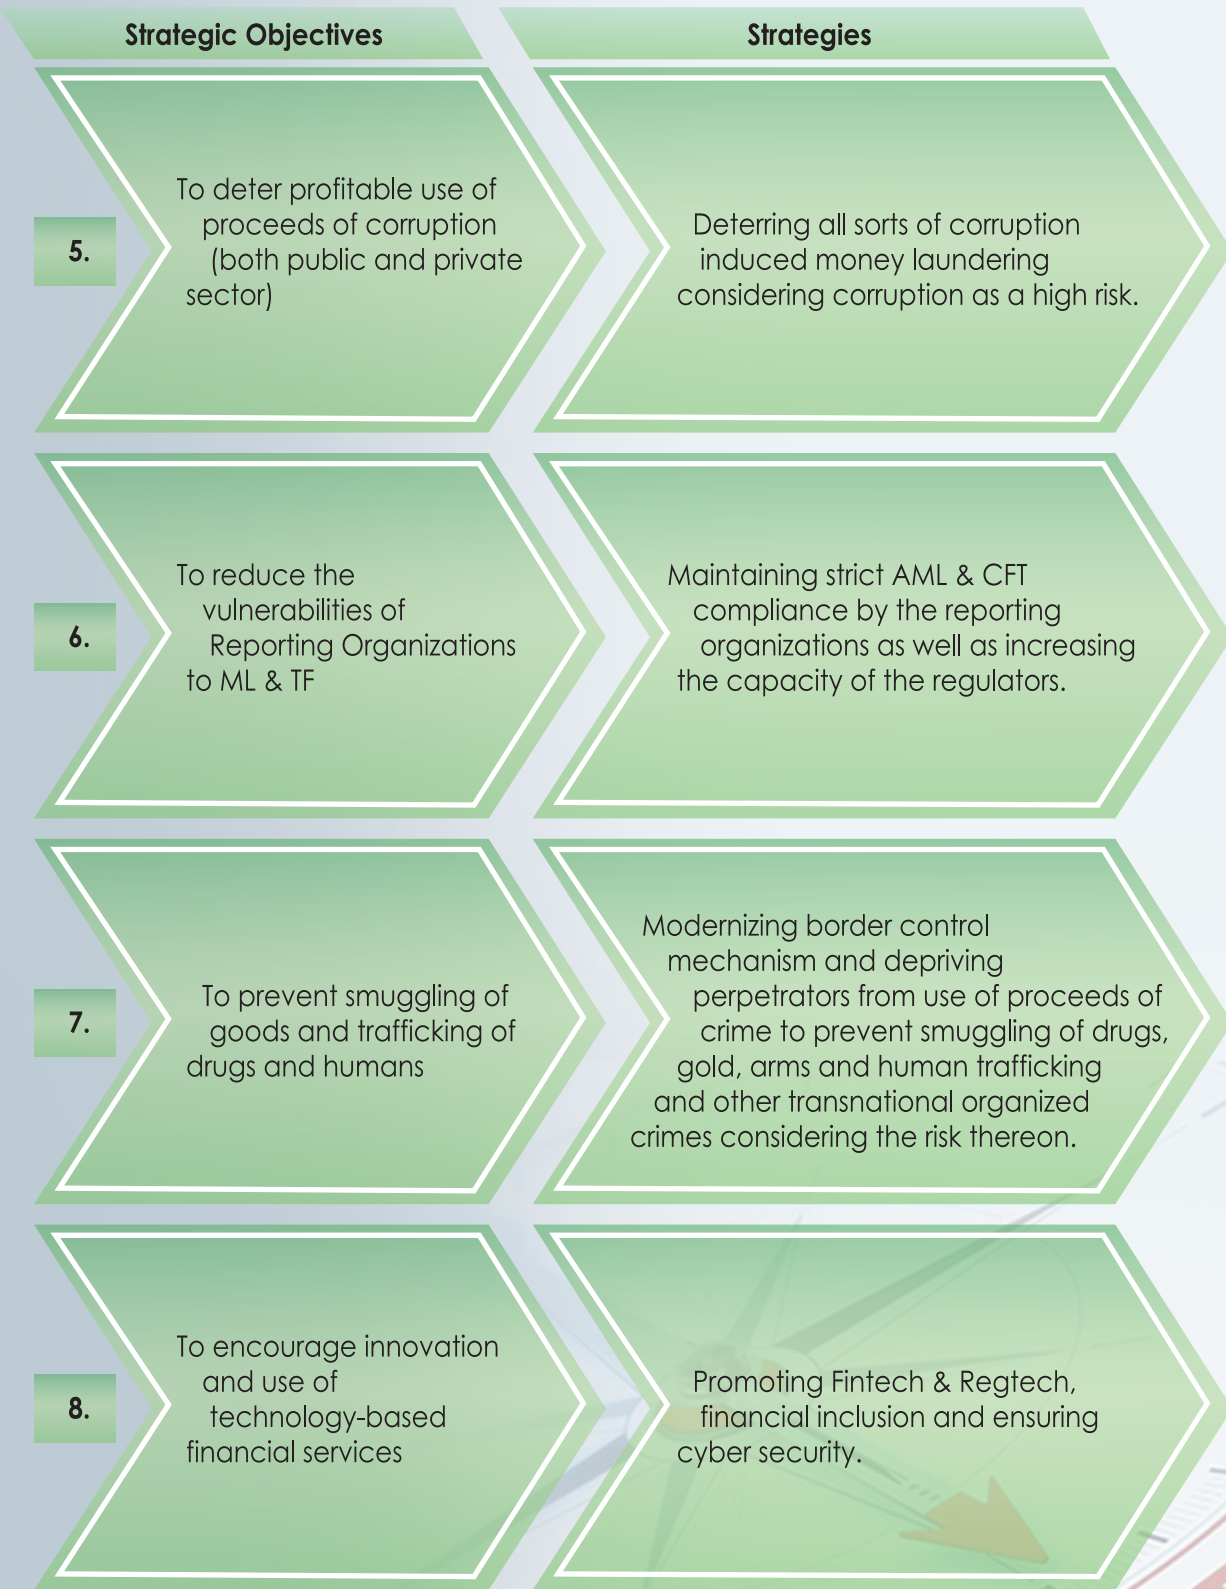 Strategic Objectives
Strategies
5.
To deter profitable use of
proceeds of corruption
(both public and private
sector)
Deterring all sorts of corruption
induced money laundering
considering corruption as a high risk.
6.
To reduce the
vulnerabilities of
Reporting Organizations
to ML & TF
Maintaining strict AML & CFT
compliance by the reporting
organizations as well as increasing
the capacity of the regulators.
7.
To prevent smuggling of
goods and trafficking of
drugs and humans
Modernizing border control
mechanism and depriving
perpetrators from use of proceeds of
crime to prevent smuggling of drugs,
gold, arms and human trafficking
and other transnational organized
crimes considering the risk thereon.
8.
To encourage innovation
and use of
technology-based
financial services
Promoting Fintech & Regtech,
financial inclusion and ensuring
cyber security.